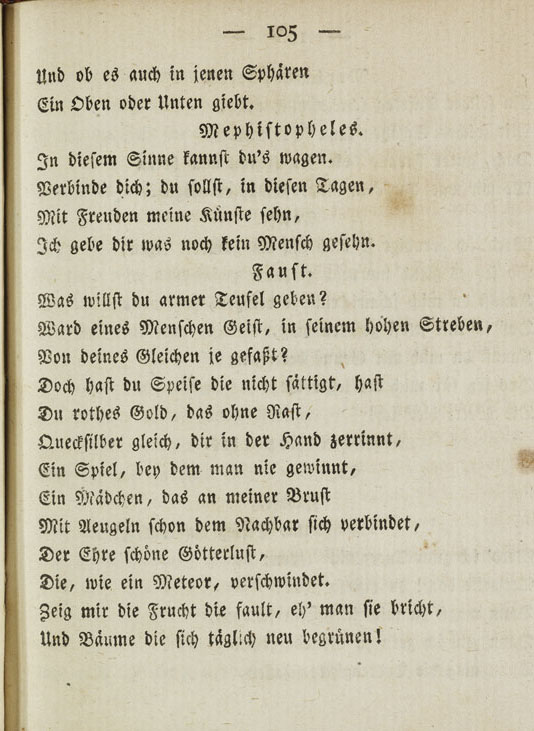 — 105 —
Und ob es auch in jenen Sphären
Ein Oben oder Unten giebt.
Mephistopheles.
In diesem Sinne kannst du's wagen.
Verbinde dich; du sollst, in diesen Tagen,
Mit Freuden meine Künste sehn,
Ich gebe dir was noch kein Mensch gesehn.
Faust.
Was willst du armer Teufel geben?
Ward eines Menschen Geist, in seinem hohen Streben,
Von deines Gleichen je gefaßt?
Doch hast du Speise die nicht sättigt, hast
Du rothes Gold, das ohne Rast,
Quecksilber gleich, dir in der Hand zerrinnt,
Ein Spiel, bey dem man nie gewinnt,
Ein Mädchen, das an meiner Brust
Mit Aeugeln schon dem Nachbar sich verbindet,
Der Ehre schöne Götterlust,
Die, wie ein Meteor, verschwindet.
Zeig mir die Frucht die fault, eh' man sie bricht,
Und Bäume die sich täglich neu begrünen!